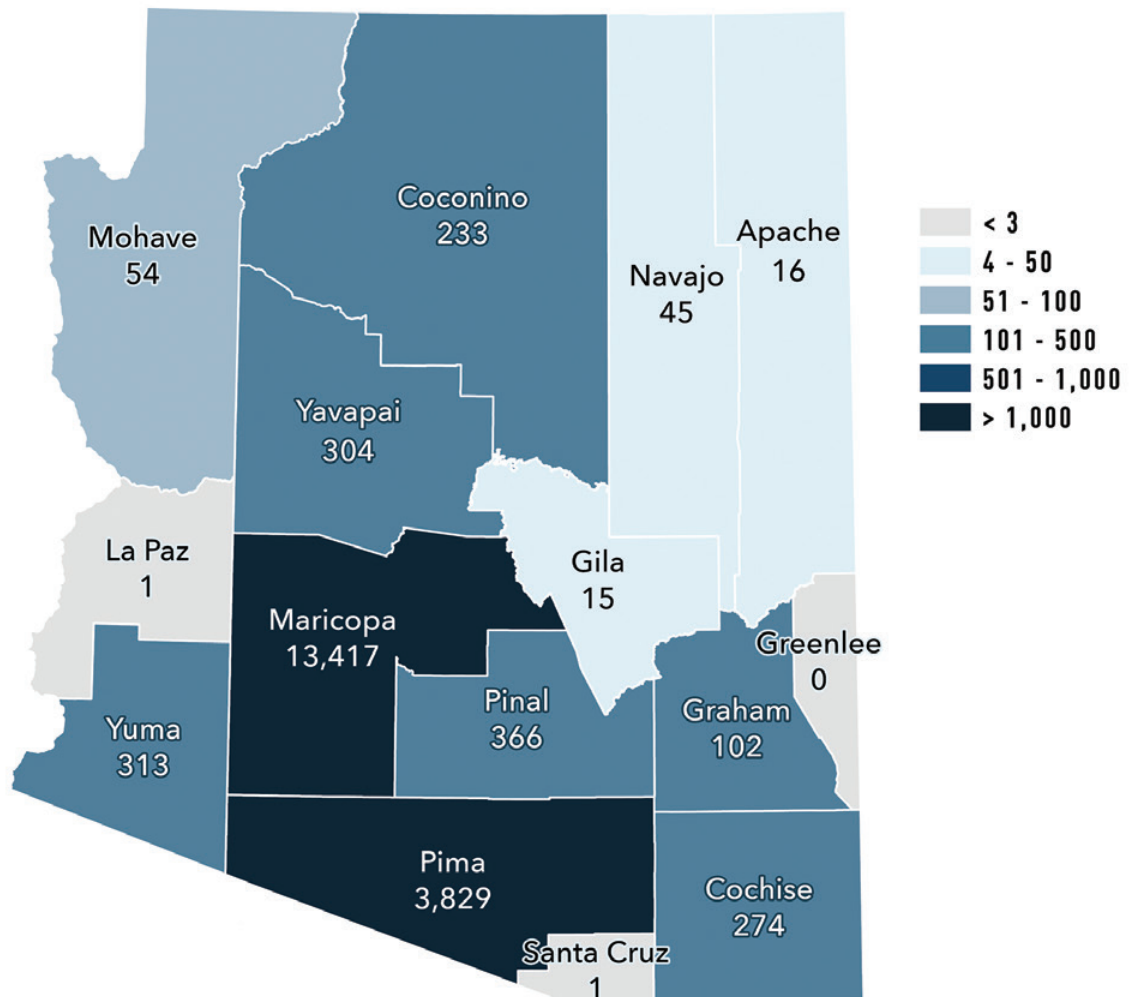 Coconino
233
Mohave
54
Apache
16
Navajo
45
Yavapai
304
La Paz
1
Gila
15
Maricopa
13,417
Greenlee
0
Pinal
366
Graham
102
Yuma
313
Pima
3,829
Cochise
274
Santa Cruz
1
< 3
4 - 50
51 - 100
101 - 500
501 - 1,000
> 1,000